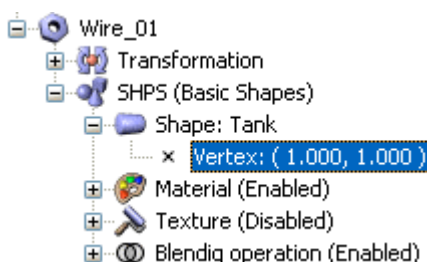 Wire_01
Transformation
SHPS (Basic Shapes)
Shape: Tank
Vertex: ( 1.000, 1.000 )
Material (Enabled)
Texture (Disabled)
Blendig operation (Enabled)